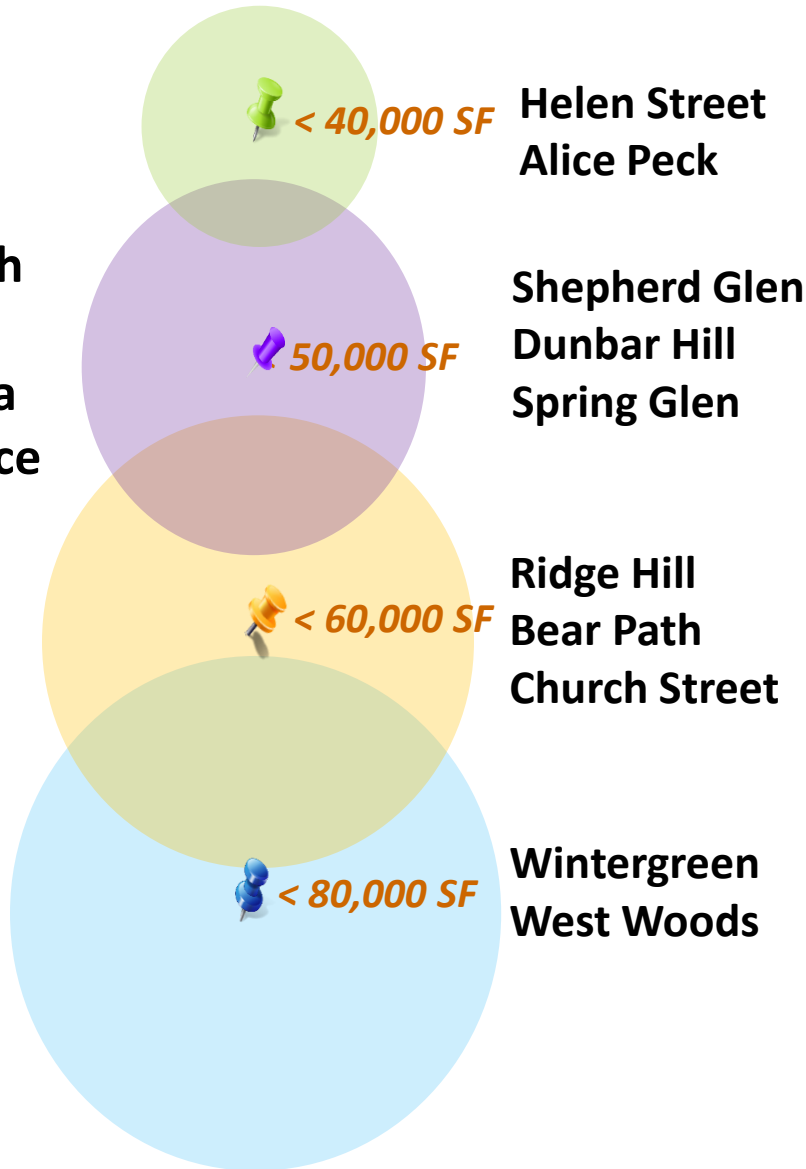 < 40,000 SF
Helen Street
Alice Peck
h
a
ce
50,000 SF
Shepherd Glen
Dunbar Hill
Spring Glen
< 60,000 SF
Ridge Hill
Bear Path
Church Street
< 80,000 SF
Wintergreen
West Woods